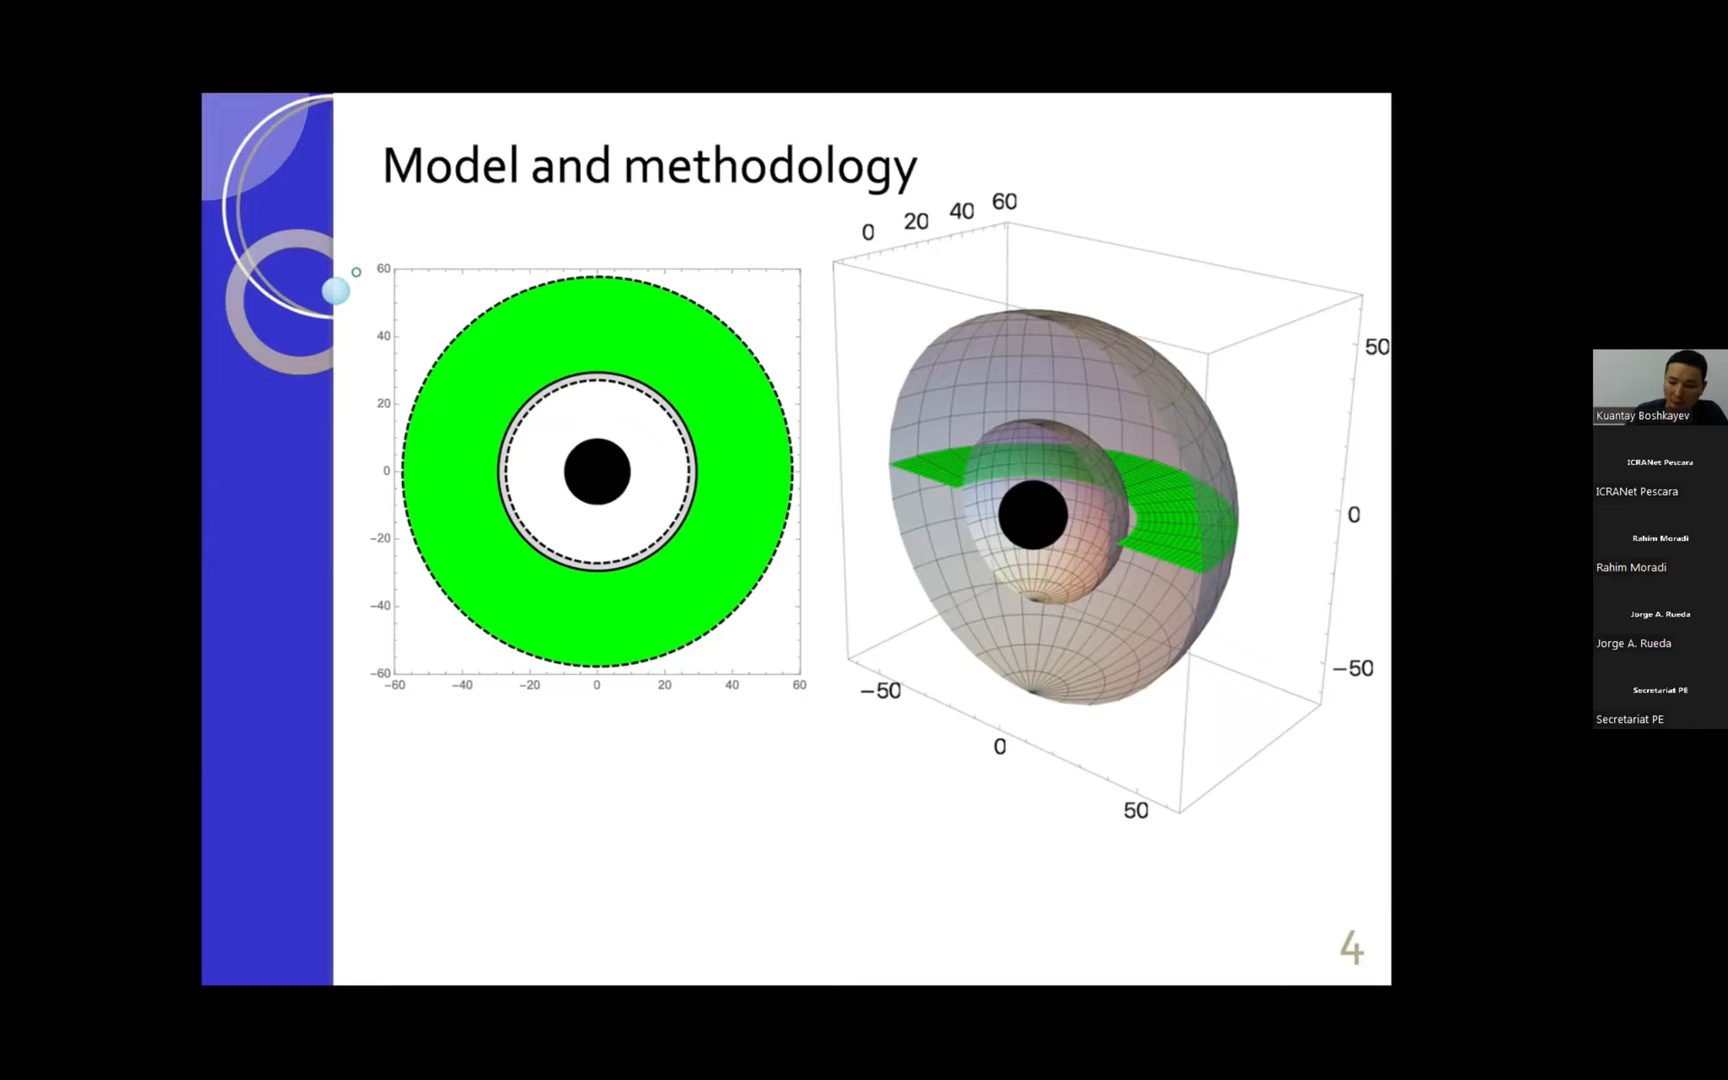 Model and methodology
60
40
20
0
−20
−40
−60
−60
−40
−20
0
20
40
60
0
20
40
60
50
0
−50
−50
0
50
4
Kuantay Boshkayev
ICRANet Pescara
ICRANet Pescara
Rahim Moradi
Rahim Moradi
Jorge A. Rueda
Jorge A. Rueda
Secretariat PE
Secretariat PE